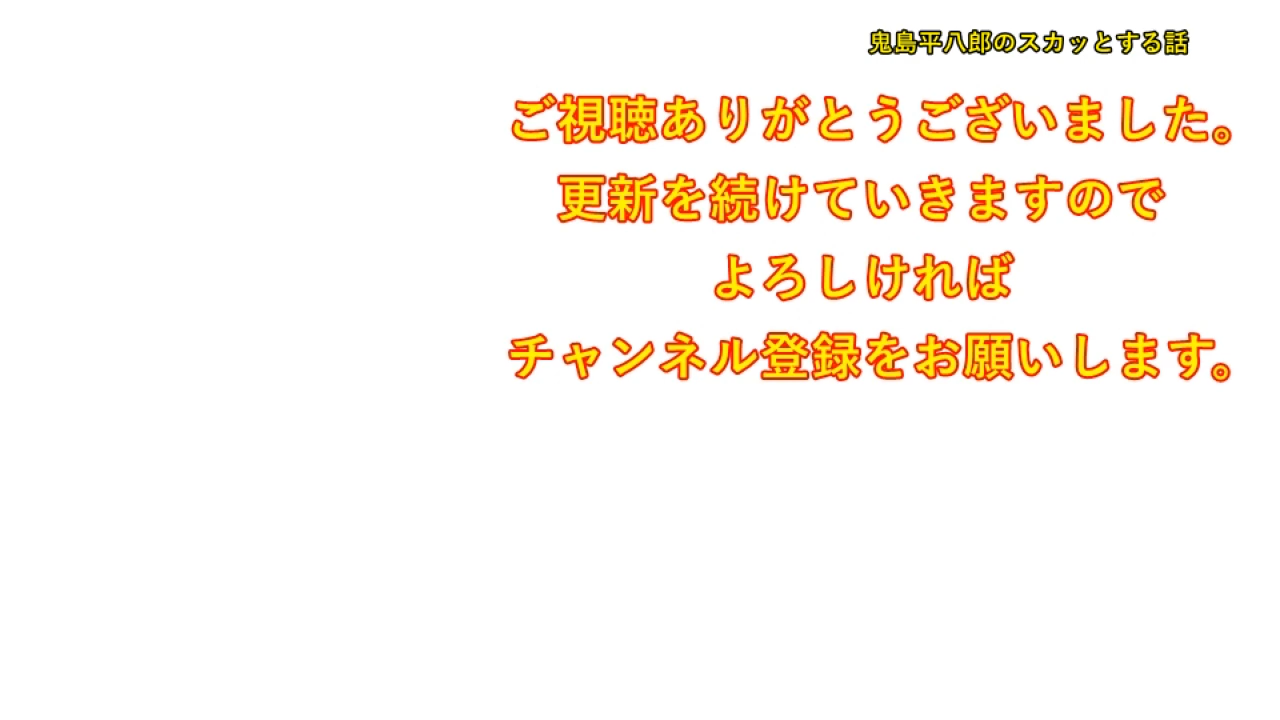 鬼島平八郎のスカッとする話
ご視聴ありがとうございました。
更新を続けていきますので
よろしければ
チャンネル登録をお願いします。